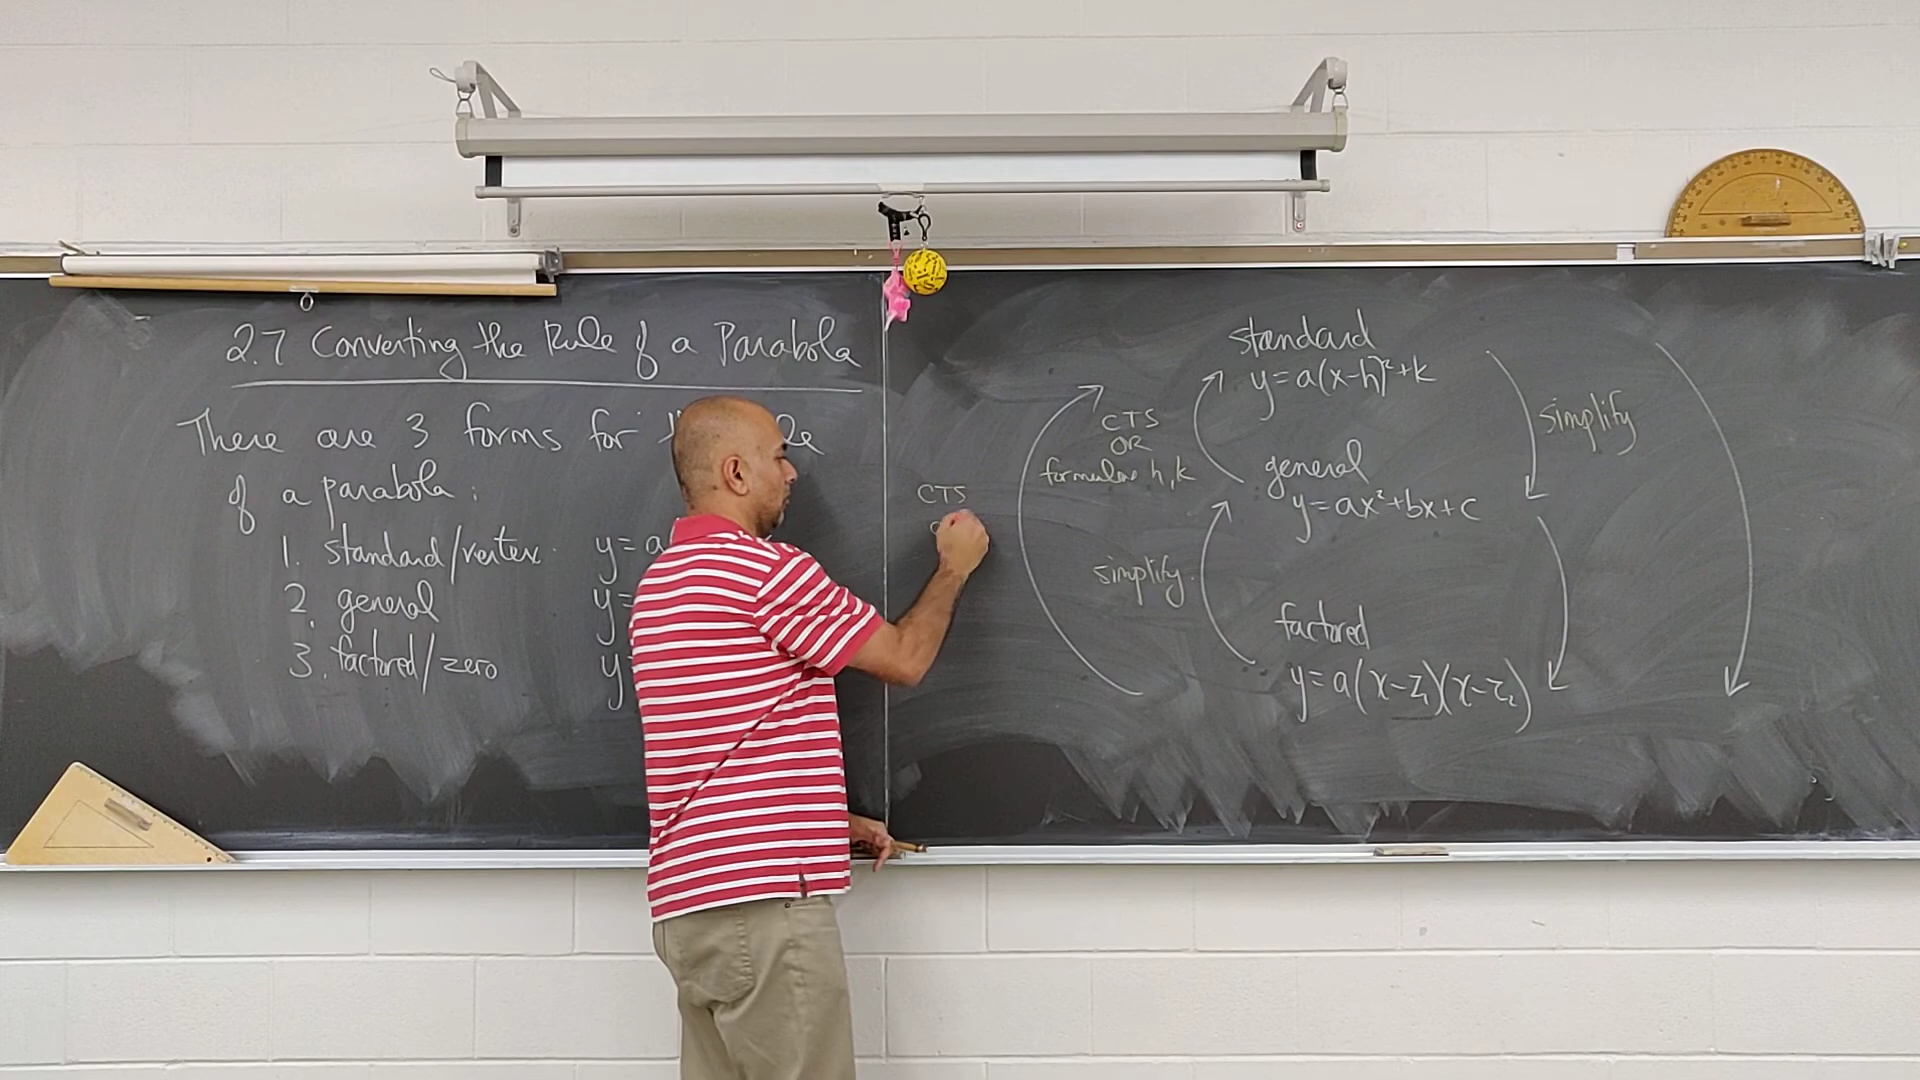 2.7 Converting the Rule of a Parabola
There are 3 forms for
of a parabola:
1. standard/vertex. y=a
2. general y=
3. factored/zero y
CTS
standard
y=a(x-h)²+k
CTS
OR
formulas h,k
simplify
general
y=ax²+bx+c
simplify.
factored
y=a(x-z₁)(x-z₂)